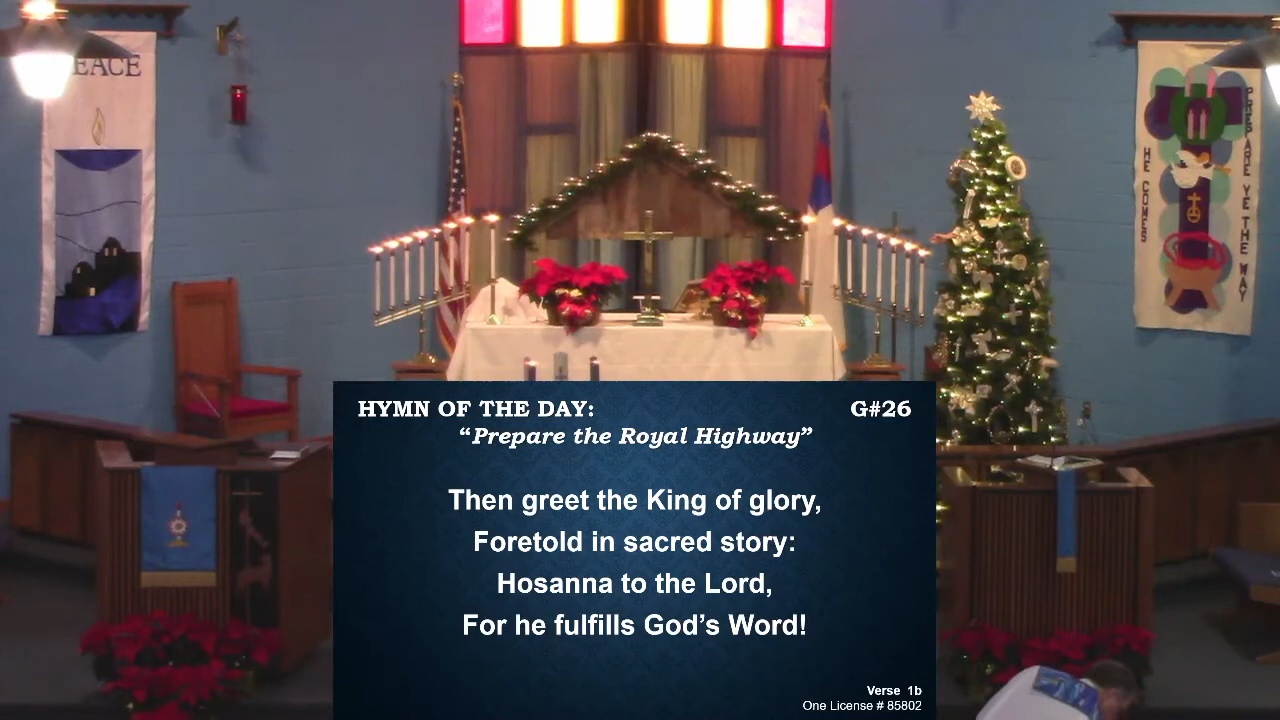 PEACE
HE COMES
PREPARE YE THE WAY
HYMN OF THE DAY:
G#26
“Prepare the Royal Highway”
Then greet the King of glory,
Foretold in sacred story:
Hosanna to the Lord,
For he fulfills God’s Word!
Verse 1b
One License # 85802